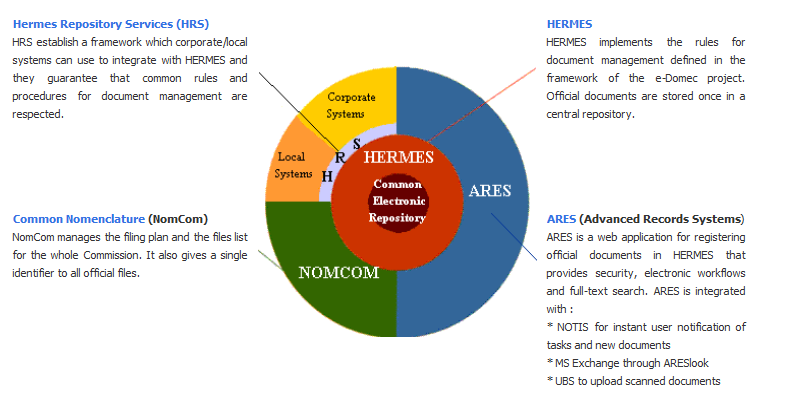 Hermes Repository Services (HRS)
HRS establish a framework which corporate/local
systems can use to integrate with HERMES and
they guarantee that common rules and
procedures for document management are
respected.
Common Nomenclature (NomCom)
NomCom manages the filing plan and the files list
for the whole Commission. It also gives a single
identifier to all official files.
Corporate
Systems
Local
Systems
H R S
HERMES
Common
Electronic
Repository
ARES
NOMCOM
HERMES
HERMES implements the rules for
document management defined in the
framework of the e-Domec project.
Official documents are stored once in a
central repository.
ARES (Advanced Records Systems)
ARES is a web application for registering
official documents in HERMES that
provides security, electronic workflows
and full-text search. ARES is integrated
with :
* NOTIS for instant user notification of
tasks and new documents
* MS Exchange through ARESlook
* UBS to upload scanned documents